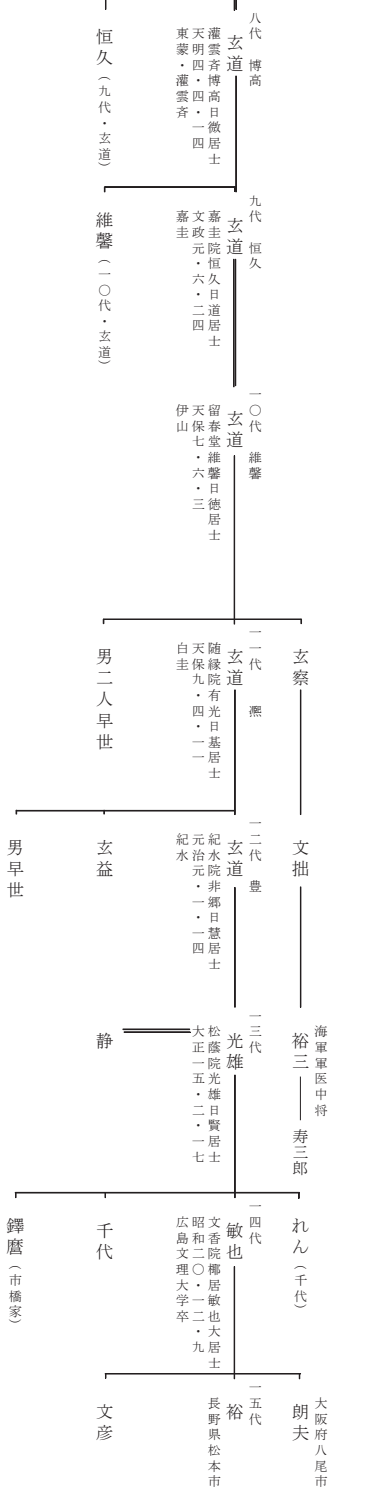 八代　博高
玄道
灌雲斉博高日微居士
天明四・四・一四
東蒙・灌雲斉
恒久（九代・玄道）
九代　恒久
玄道
嘉圭院恒久日道居士
文政元・六・二四
嘉圭
維馨（一〇代・玄道）
一〇代　維馨
玄道
留春堂維馨日徳居士
天保七・六・三
伊山
玄察
一一代
玄道
随縁院有光日基居士
天保九・四・一一
白圭
男二人早世
文拙
一二代　豊
玄道
紀水院非郷日慧居士
元治元・一・一四
紀水
玄益
男早世
海軍軍医中将
裕三
寿三郎
一三代
光雄
松蔭院光雄日賢居士
大正一五・二・一七
静
れん（千代）
一四代
敏也
文香院梛居敏也大居士
昭和二〇・一二・九
広島文理大学卒
千代
鐸麿（市橋家）
大阪府八尾市
朗夫
一五代
裕
長野県松本市
文彦